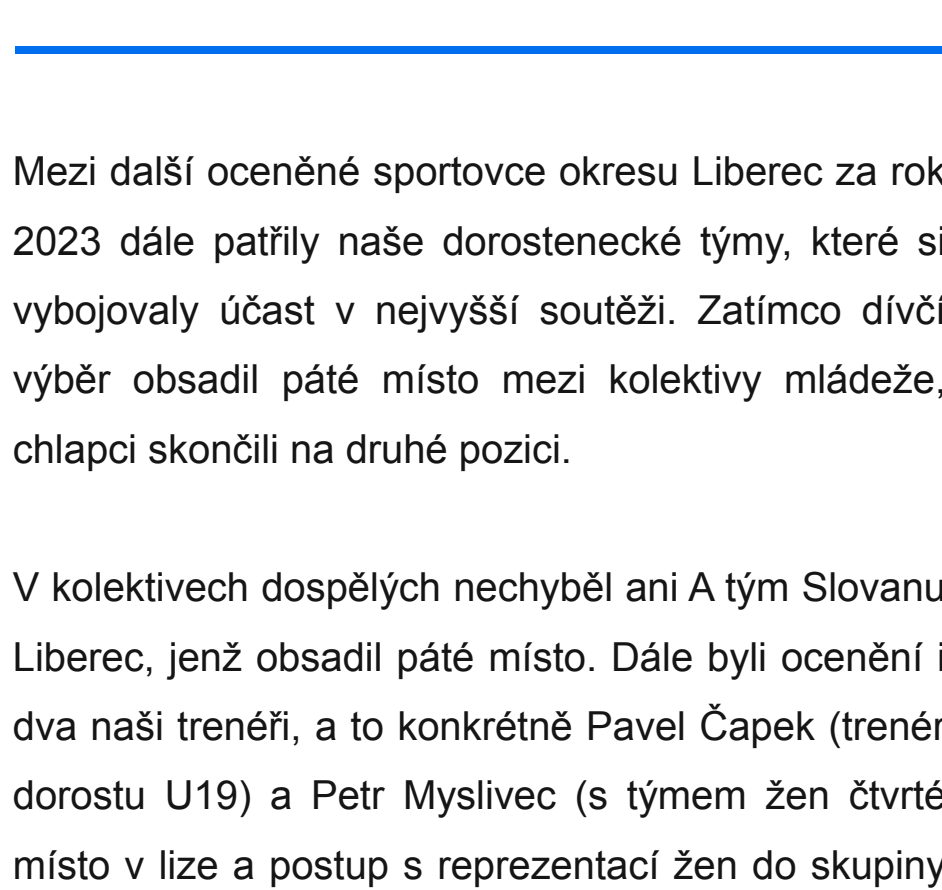 Mezi další oceněné sportovce okresu Liberec za rok
2023 dále patřily naše dorostenecké týmy, které si
vybojovaly účast v nejvyšší soutěži. Zatímco dívčí
výběr obsadil páté místo mezi kolektivy mládeže,
chlapci skončili na druhé pozici.
V kolektivech dospělých nechyběl ani A tým Slovanu
Liberec, jenž obsadil páté místo. Dále byli ocenění i
dva naši trenéři, a to konkrétně Pavel Čapek (trenér
dorostu U19) a Petr Myslivec (s týmem žen čtvrté
místo v lize a postup s reprezentací žen do skupiny